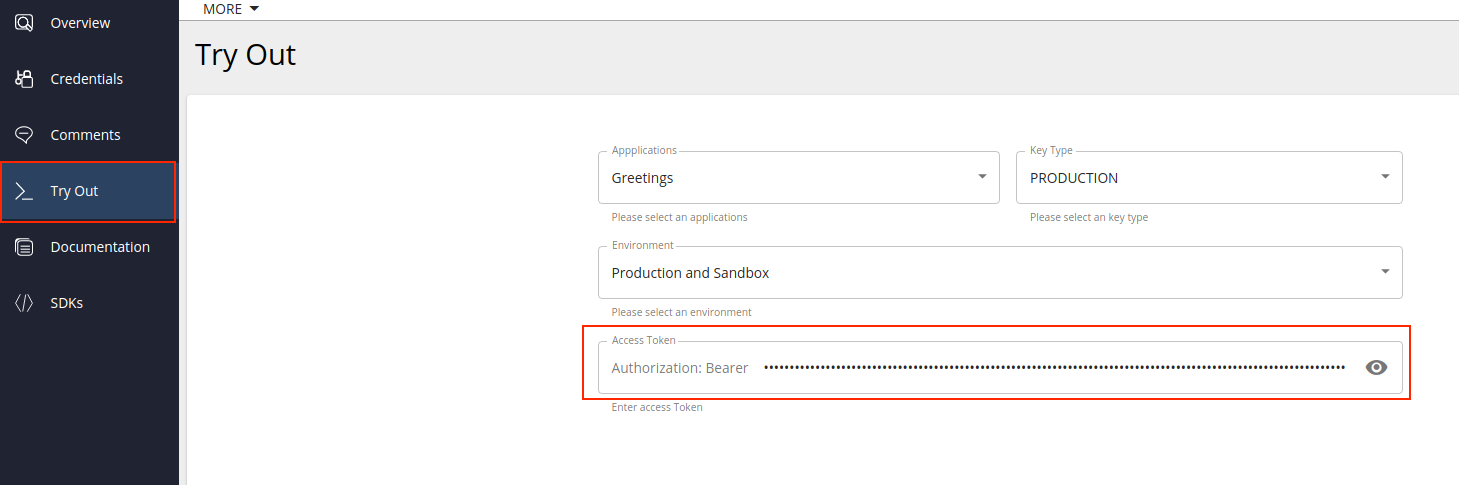 MORE
Overview
Credentials
Comments
Try Out
Documentation
SDKs
Try Out
Appplications
Greetings
Please select an applications
Key Type
PRODUCTION
Please select an key type
Environment
Production and Sandbox
Please select an environment
Access Token
Authorization: Bearer ••••••••••••••••••••••••••••••••••••••••••••••••••••••••••••••••••••••••••••••••••••••••••••••••••••••••••••••••
Enter access Token